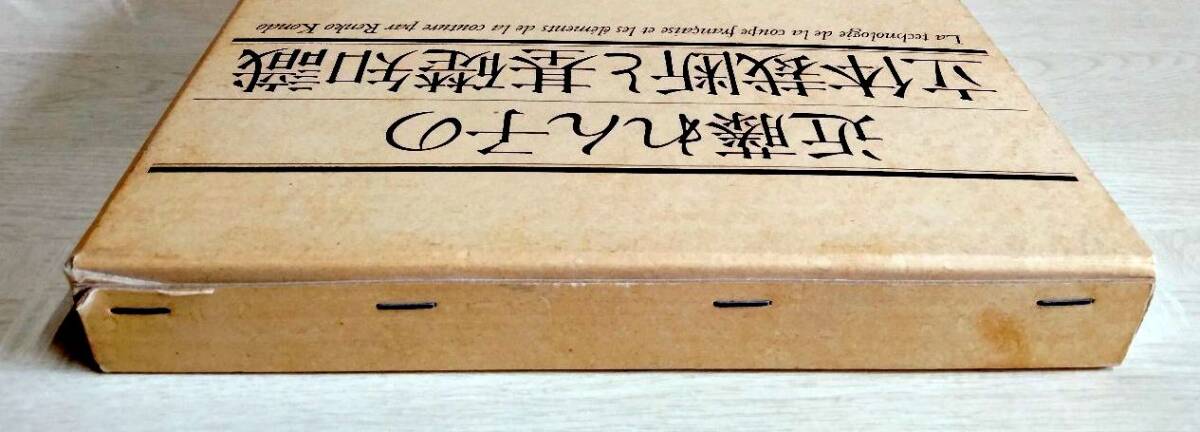 近藤れん子の
立体裁断と基礎知識
La technologie de la coupe française et les éléments de la couture par Renko Kondo